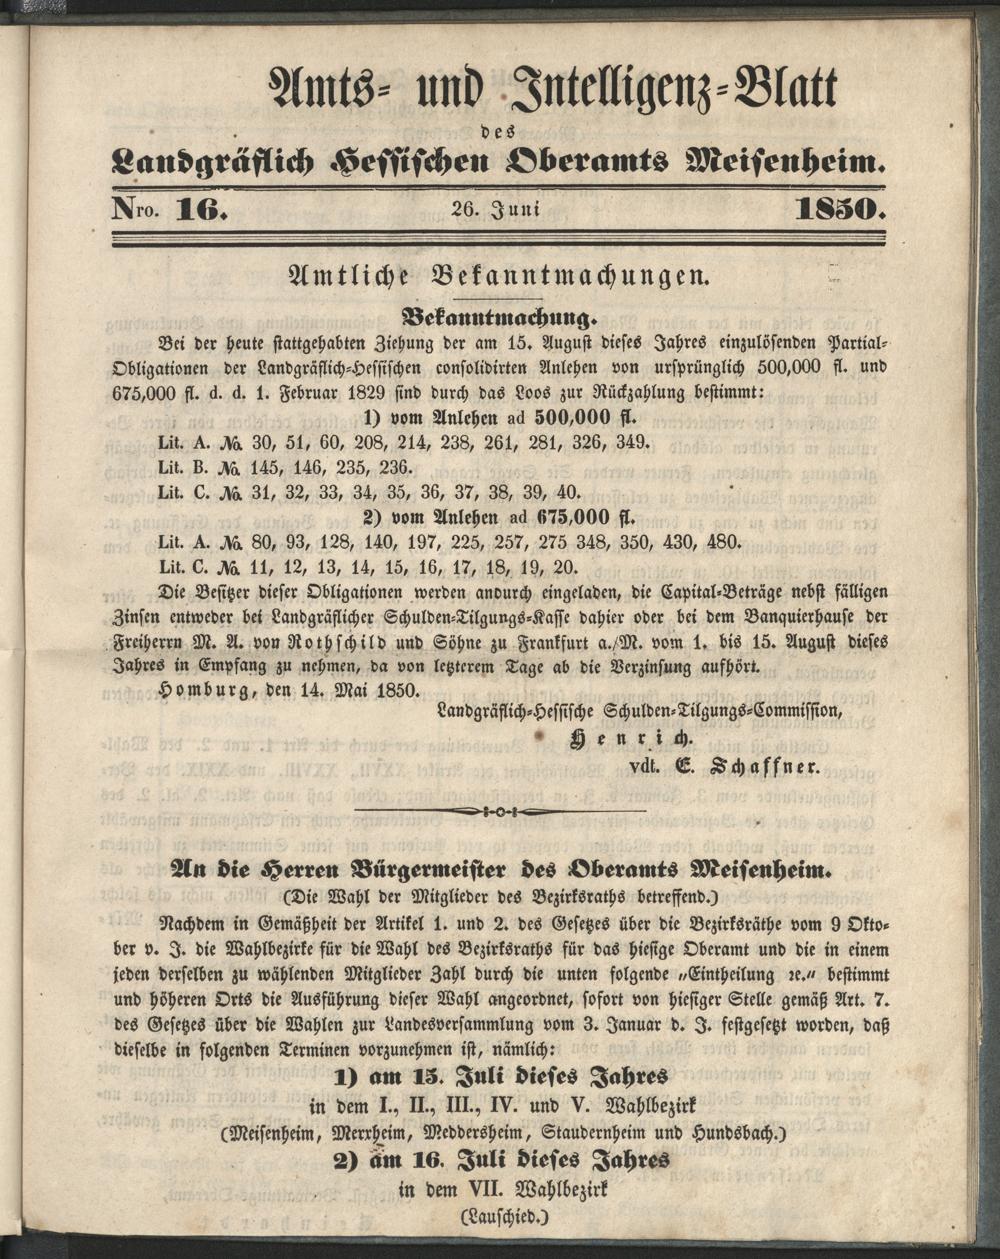 Amts- und Intelligenz-Blatt
des
Landgräflich Hessischen Oberamts Meisenheim.
Nro. 16. 26. Juni 1850.
Amtliche Bekanntmachungen.
Bekanntmachung.
Bei der heute stattgehabten Ziehung der am 15. August dieses Jahres einzulösenden Partial-
Obligationen der Landgräflich-Hessischen consolidirten Anlehen von ursprünglich 500,000 fl. und
675,000 fl. d. d. 1. Februar 1829 sind durch das Loos zur Rückzahlung bestimmt:
1) vom Anlehen ad 500,000 fl.
Lit. A. № 30, 51, 60, 208, 214, 238, 261, 281, 326, 349.
Lit. B. № 145, 146, 235, 236.
Lit. C. № 31, 32, 33, 34, 35, 36, 37, 38, 39, 40.
2) vom Anlehen ad 675,000 fl.
Lit. A. № 80, 93, 128, 140, 197, 225, 257, 275 348, 350, 430, 480.
Lit. C. № 11, 12, 13, 14, 15, 16, 17, 18, 19, 20.
Die Besitzer dieser Obligationen werden andurch eingeladen, die Capital-Beträge nebst fälligen
Zinsen entweder bei Landgräflicher Schulden-Tilgungs-Kasse dahier oder bei dem Banquierhause der
Freiherrn M. A. von Rothschild und Söhne zu Frankfurt a./M. vom 1. bis 15. August dieses
Jahres in Empfang zu nehmen, da von letzterem Tage ab die Verzinsung aufhört.
Homburg, den 14. Mai 1850.
Landgräflich-Hessische Schulden-Tilgungs-Commission,
Henrich.
vdt. E. Schaffner.
An die Herren Bürgermeister des Oberamts Meisenheim.
(Die Wahl der Mitglieder des Bezirksraths betreffend.)
Nachdem in Gemäßheit der Artikel 1. und 2. des Gesetzes über die Bezirksräthe vom 9 Okto-
ber v. J. die Wahlbezirke für die Wahl des Bezirksraths für das hiesige Oberamt und die in einem
jeden derselben zu wählenden Mitglieder Zahl durch die unten folgende „Eintheilung ꝛc.“ bestimmt
und höheren Orts die Ausführung dieser Wahl angeordnet, sofort von hiesiger Stelle gemäß Art. 7.
des Gesetzes über die Wahlen zur Landesversammlung vom 3. Januar d. J. festgesetzt worden, daß
dieselbe in folgenden Terminen vorzunehmen ist, nämlich:
1) am 15. Juli dieses Jahres
in dem I., II., III., IV. und V. Wahlbezirk
(Meisenheim, Merxheim, Meddersheim, Staudernheim und Hundsbach.)
2) am 16. Juli dieses Jahres
in dem VII. Wahlbezirk
(Lauschied.)